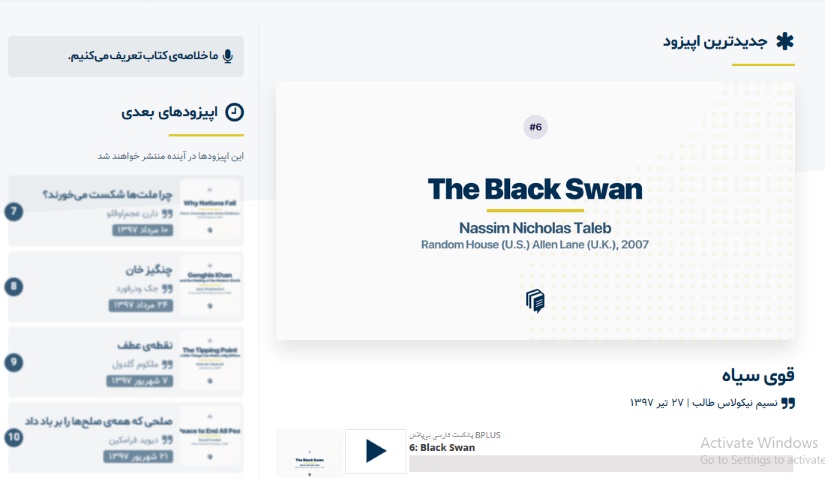 جدیدترین اپیزود
#6
The Black Swan
Nassim Nicholas Taleb
Random House (U.S.) Allen Lane (U.K.), 2007
قوی سیاه
نسیم نیکولاس طالب | ۲۷ تیر ۱۳۹۷
BPLUS پادکست فارسی بی‌پلاس
6: Black Swan
The Black Swan
ما خلاصه‌ی کتاب تعریف می‌کنیم.
اپیزودهای بعدی
این اپیزودها در آینده منتشر خواهند شد
چرا ملت‌ها شکست می‌خورند؟
دارن عجم‌اوقلو
۱۰ مرداد ۱۳۹۷
Why Nations Fail
7
چنگیز خان
جک ودرفورد
۲۴ مرداد ۱۳۹۷
Genghis Khan
8
نقطه‌ی عطف
ملکوم گلدول
۷ شهریور ۱۳۹۷
The Tipping Point
9
صلحی که همه‌ی صلح‌ها را بر باد داد
دیوید فرامکین
۲۱ شهریور ۱۳۹۷
Peace to End All Pea
10
Activate Windows
Go to Settings to activate